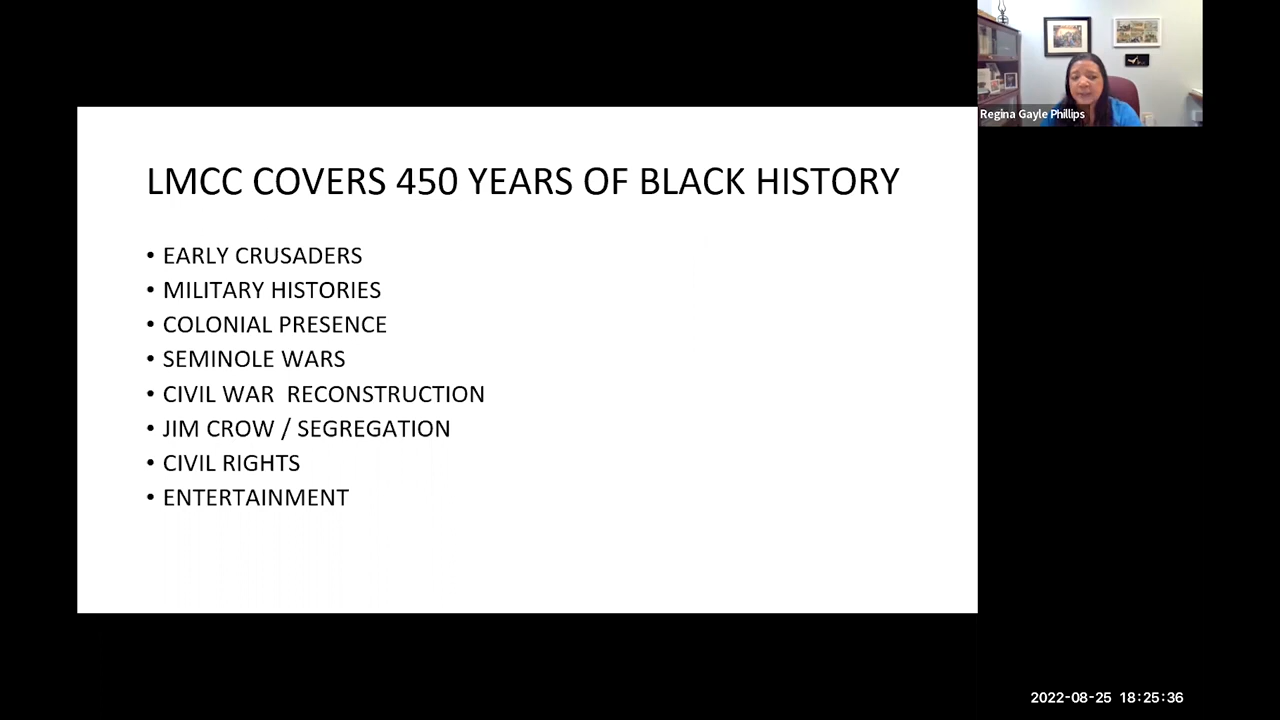 Regina Gayle Phillips
LMCC COVERS 450 YEARS OF BLACK HISTORY
• EARLY CRUSADERS
• MILITARY HISTORIES
• COLONIAL PRESENCE
• SEMINOLE WARS
• CIVIL WAR  RECONSTRUCTION
• JIM CROW / SEGREGATION
• CIVIL RIGHTS
• ENTERTAINMENT
2022-08-25 18:25:36